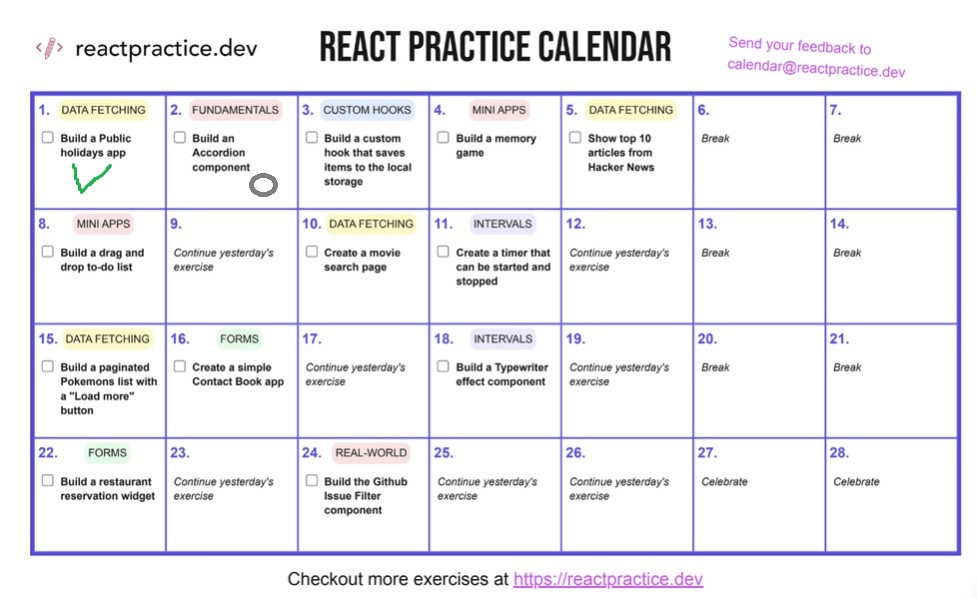 reactpractice.dev
REACT PRACTICE CALENDAR
Send your feedback to
calendar@reactpractice.dev
1. DATA FETCHING
Build a Public
holidays app
2. FUNDAMENTALS
Build an
Accordion
component
3. CUSTOM HOOKS
Build a custom
hook that saves
items to the local
storage
4. MINI APPS
Build a memory
game
5. DATA FETCHING
Show top 10
articles from
Hacker News
6.
Break
7.
Break
8. MINI APPS
Build a drag and
drop to-do list
9.
Continue yesterday's
exercise
10. DATA FETCHING
Create a movie
search page
11. INTERVALS
Create a timer that
can be started and
stopped
12.
Continue yesterday's
exercise
13.
Break
14.
Break
15. DATA FETCHING
Build a paginated
Pokemons list with
a "Load more"
button
16. FORMS
Create a simple
Contact Book app
17.
Continue yesterday's
exercise
18. INTERVALS
Build a Typewriter
effect component
19.
Continue yesterday's
exercise
20.
Break
21.
Break
22. FORMS
Build a restaurant
reservation widget
23.
Continue yesterday's
exercise
24. REAL-WORLD
Build the Github
Issue Filter
component
25.
Continue yesterday's
exercise
26.
Continue yesterday's
exercise
27.
Celebrate
28.
Celebrate
Checkout more exercises at https://reactpractice.dev